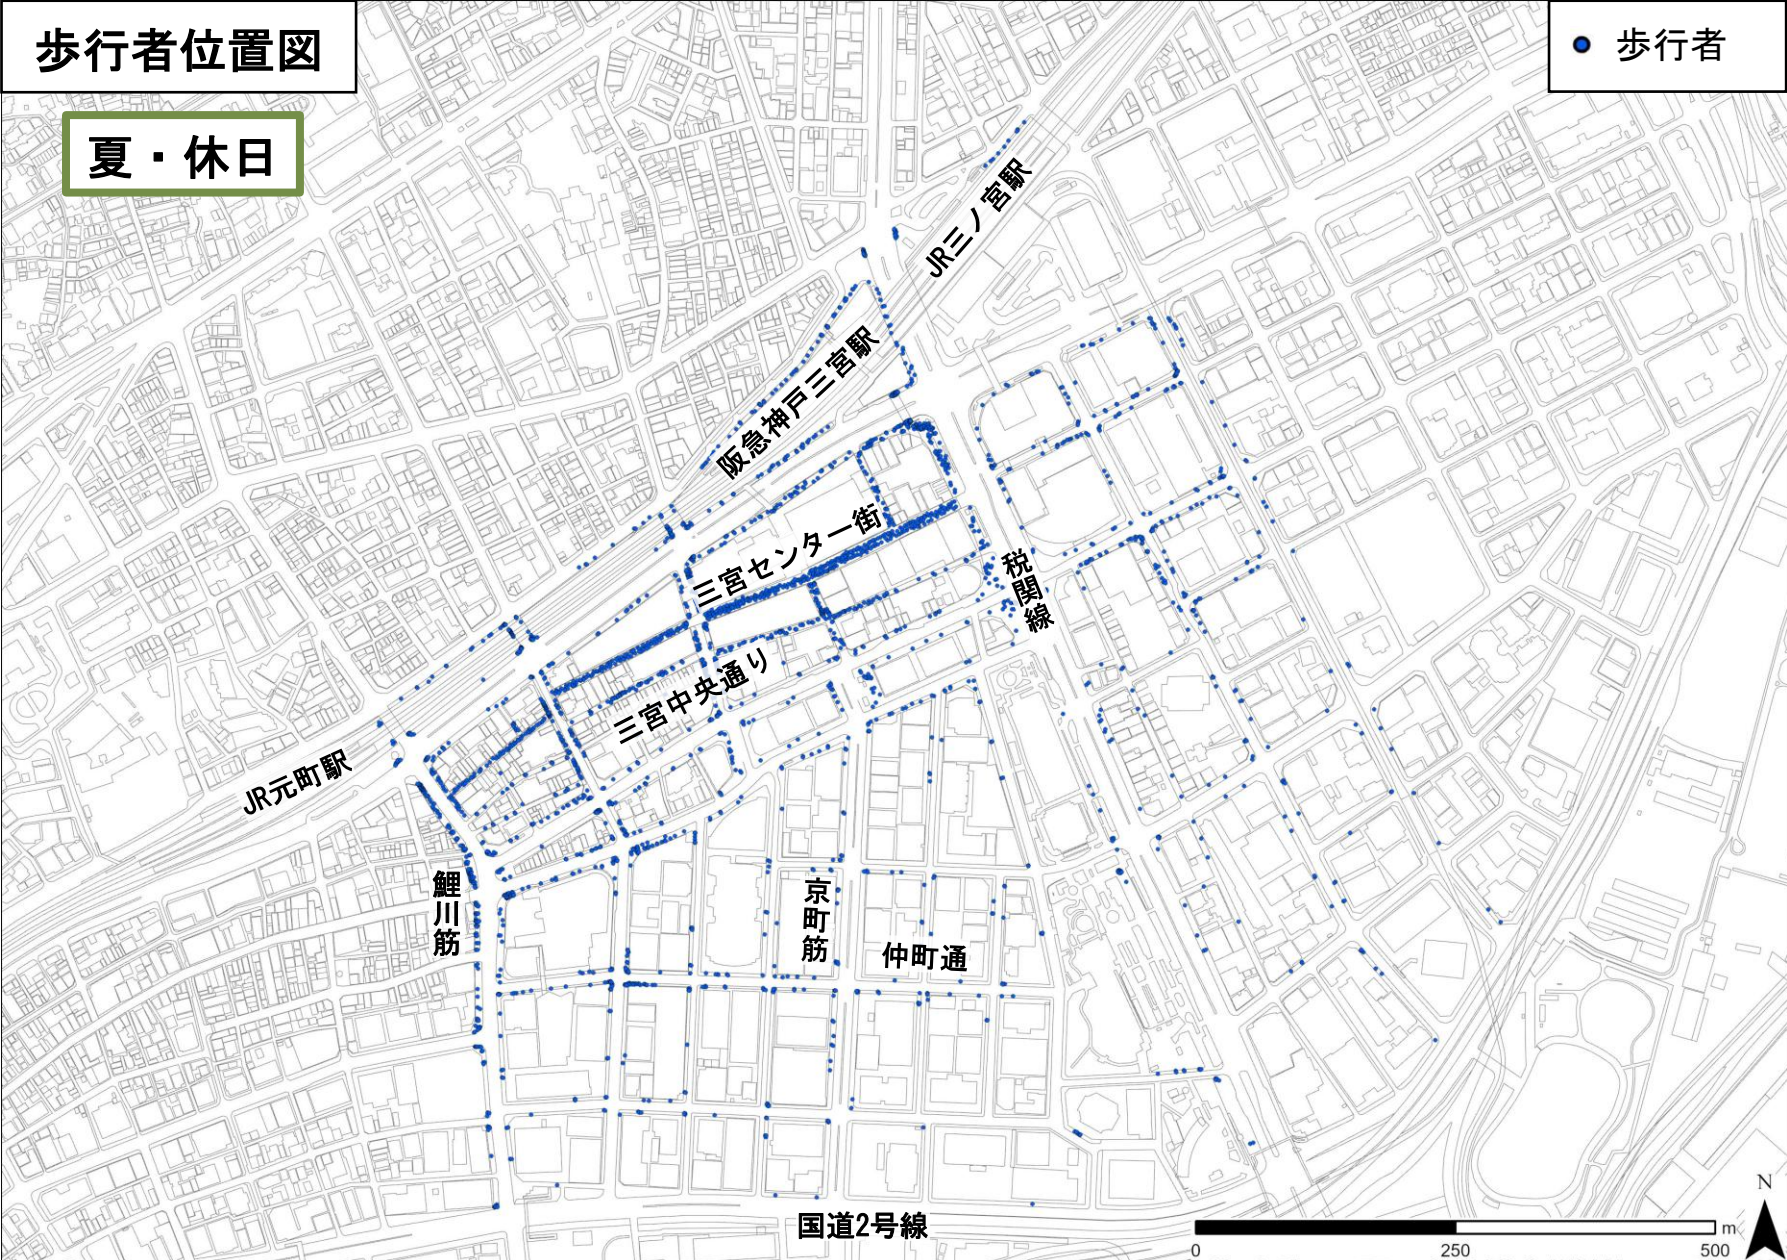 歩行者位置図
歩行者
夏・休日
JR三ノ宮駅
阪急神戸三宮駅
三宮センター街
税関線
三宮中央通り
JR元町駅
鯉川筋
京町筋
仲町通
国道2号線
N
m
0 250 500